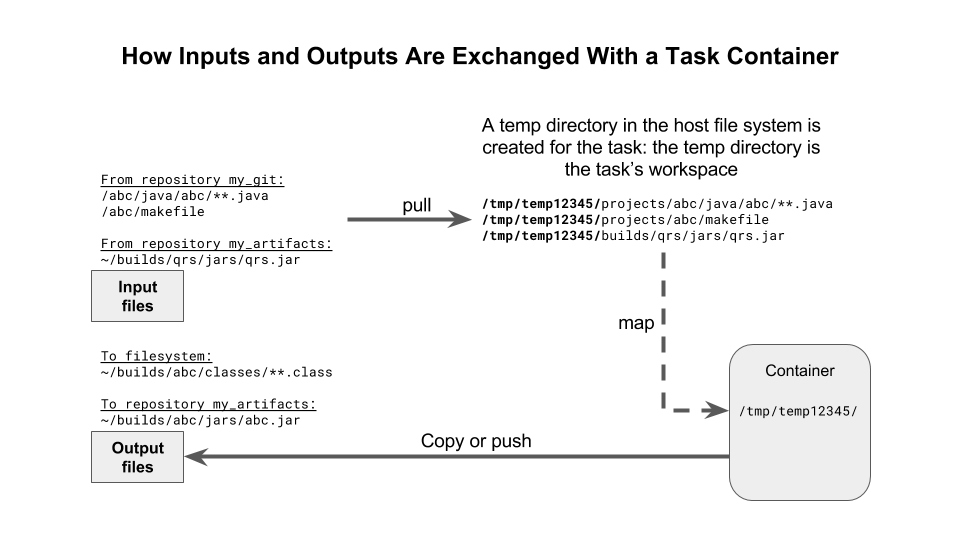 How Inputs and Outputs Are Exchanged With a Task Container
A temp directory in the host file system is
created for the task: the temp directory is
the task's workspace
From repository my_git:
/abc/java/abc/**.java
/abc/makefile
From repository my_artifacts:
~/builds/qrs/jars/qrs.jar
Input
files
pull
/tmp/temp12345/projects/abc/java/abc/**.java
/tmp/temp12345/projects/abc/makefile
/tmp/temp12345/builds/qrs/jars/qrs.jar
map
To filesystem:
~/builds/abc/classes/**.class
To repository my_artifacts:
~/builds/abc/jars/abc.jar
Output
files
Container
/tmp/temp12345/
Copy or push